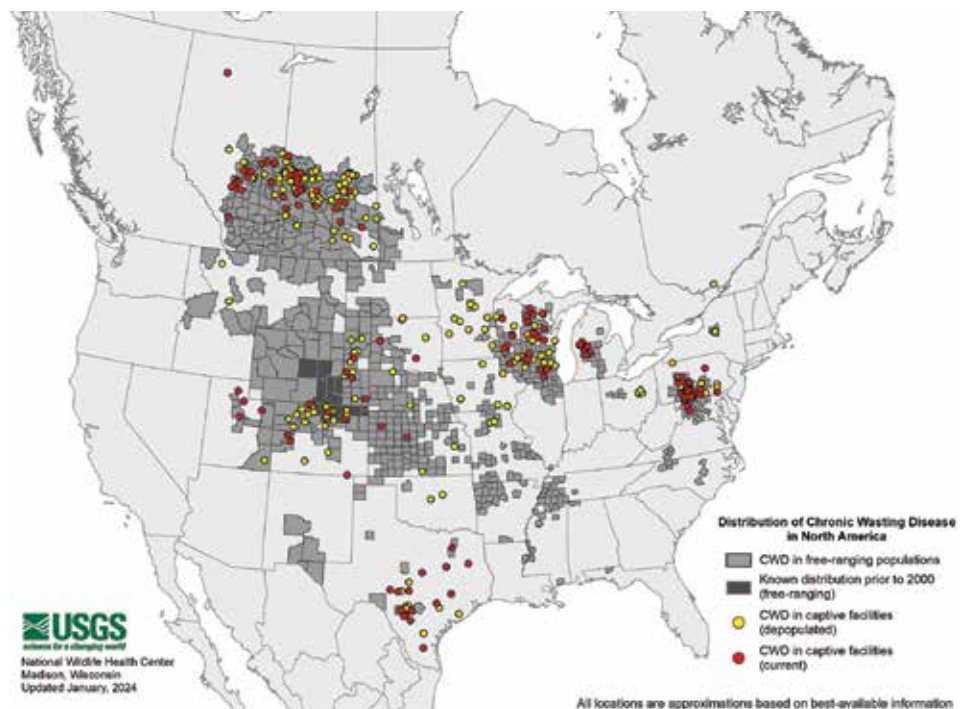 Distribution of Chronic Wasting Disease
in North America
CWD in free-ranging populations
Known distribution prior to 2000
(free-ranging)
CWD in captive facilities
(depopulated)
CWD in captive facilities
(current)
USGS
science for a changing world
National Wildlife Health Center
Madison, Wisconsin
Updated January, 2024
All locations are approximations based on best-available information